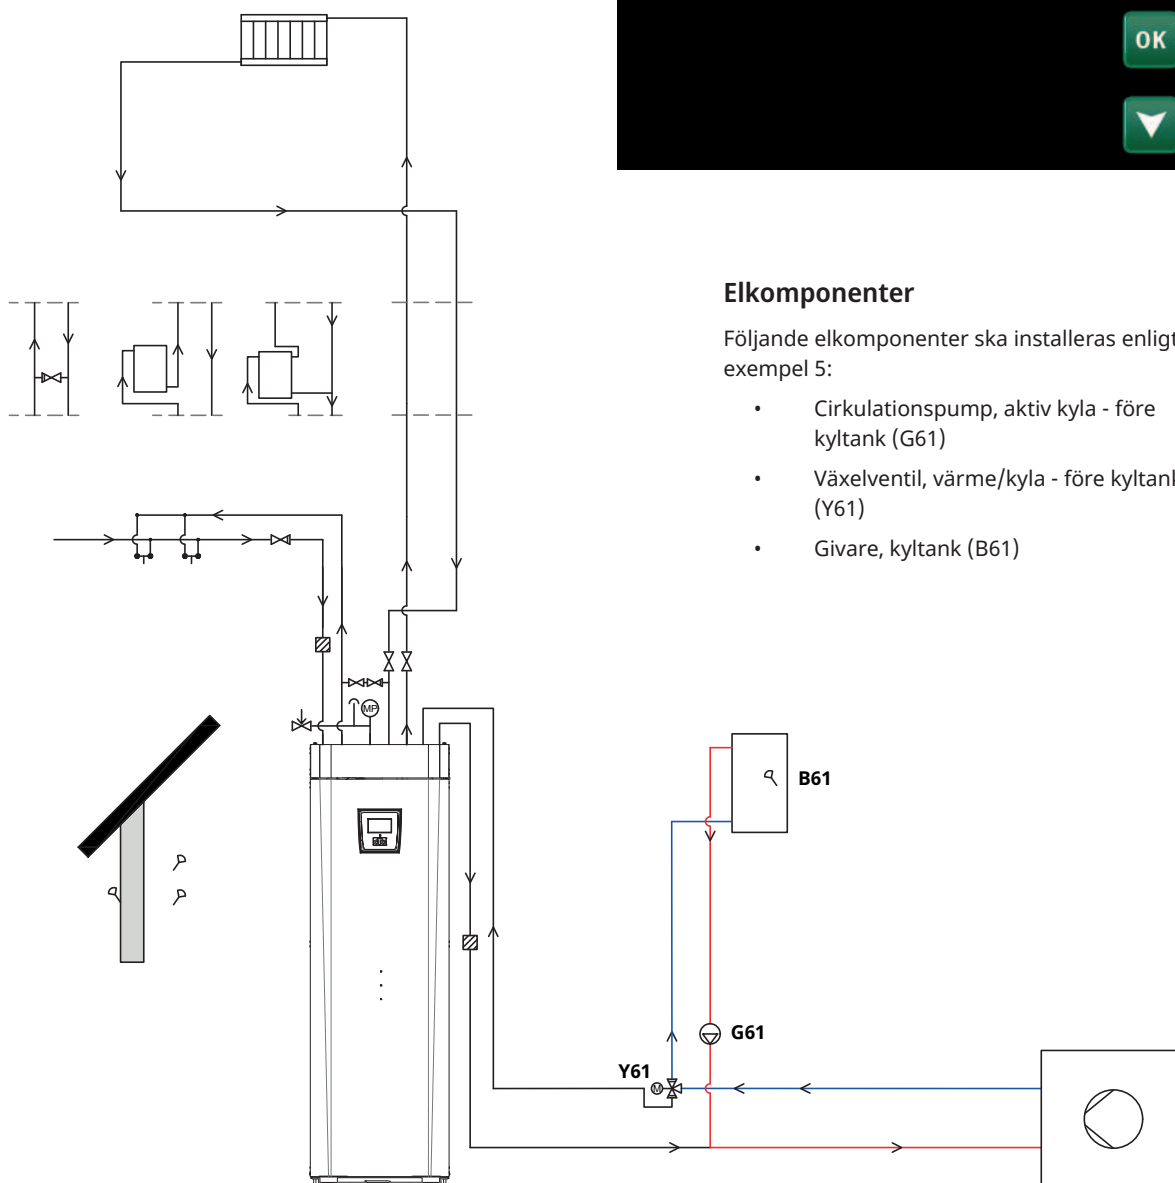 OK
Elkomponenter
Följande elkomponenter ska installeras enligt
exempel 5:
• Cirkulationspump, aktiv kyla - före
kyltank (G61)
• Växelventil, värme/kyla - före kyltank
(Y61)
• Givare, kyltank (B61)
MP
B61
G61
Y61
M